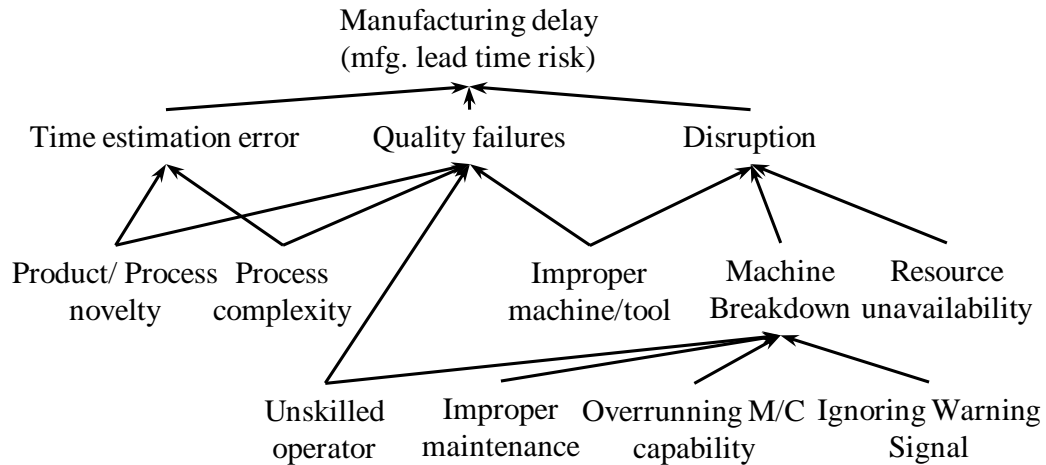 Manufacturing delay
(mfg. lead time risk)
Time estimation error
Quality failures
Disruption
Product/ Process
novelty
Process
complexity
Improper
machine/tool
Machine
Breakdown
Resource
unavailability
Unskilled
operator
Improper
maintenance
Overrunning M/C
capability
Ignoring Warning
Signal